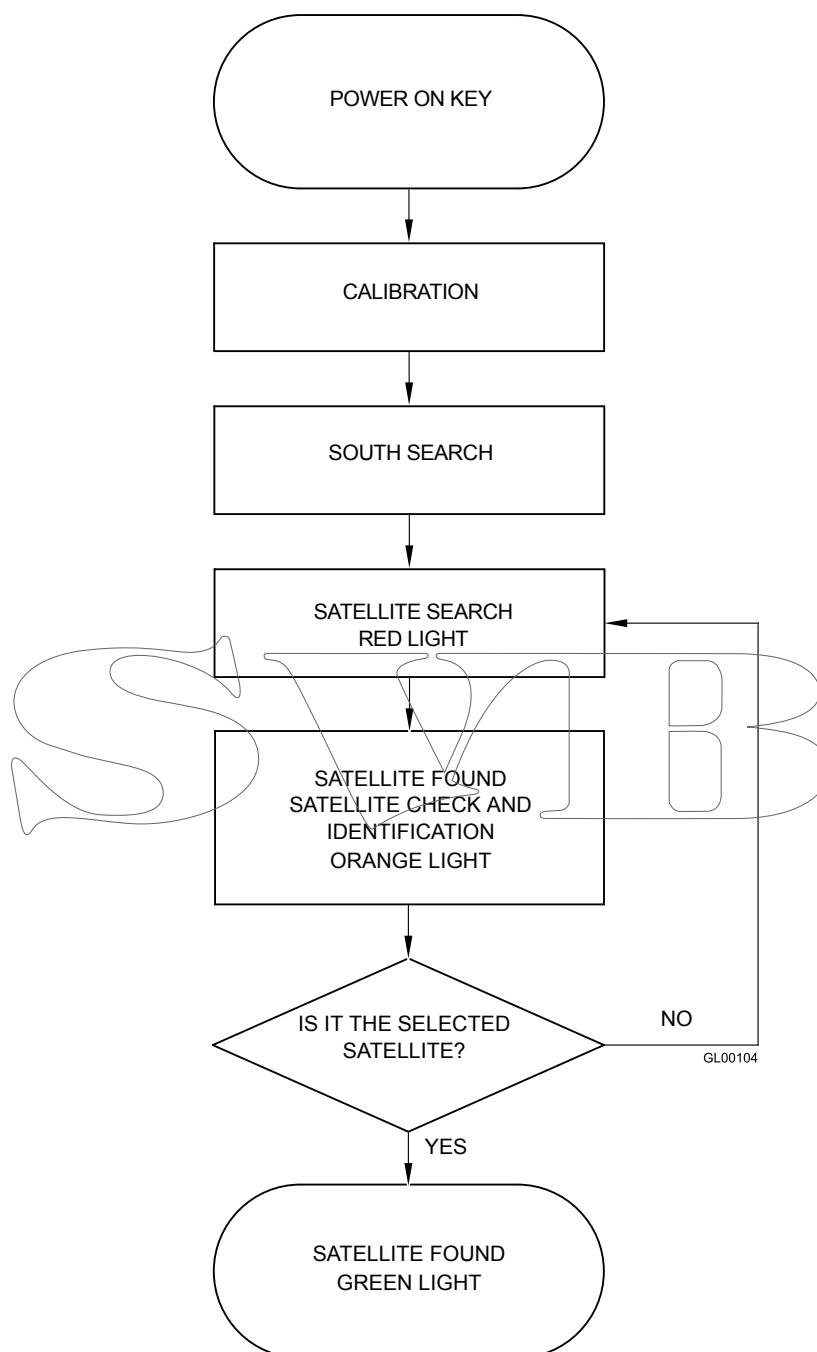 POWER ON KEY
CALIBRATION
SOUTH SEARCH
SATELLITE SEARCH
RED LIGHT
SVB
SATELLITE FOUND
SATELLITE CHECK AND
IDENTIFICATION
ORANGE LIGHT
IS IT THE SELECTED
SATELLITE?
NO
GL00104
YES
SATELLITE FOUND
GREEN LIGHT